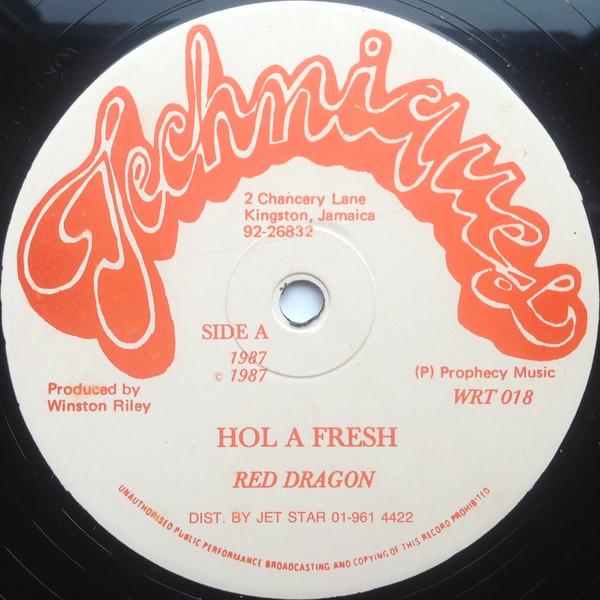 Techniques
2 Chancery Lane
Kingston, Jamaica
92-26832
SIDE A
1987
© 1987
Produced by
Winston Riley
(P) Prophecy Music
WRT 018
HOL A FRESH
RED DRAGON
DIST. BY JET STAR 01-961 4422
UNAUTHORISED PUBLIC PERFORMANCE BROADCASTING AND COPYING OF THIS RECORD PROHIBITED